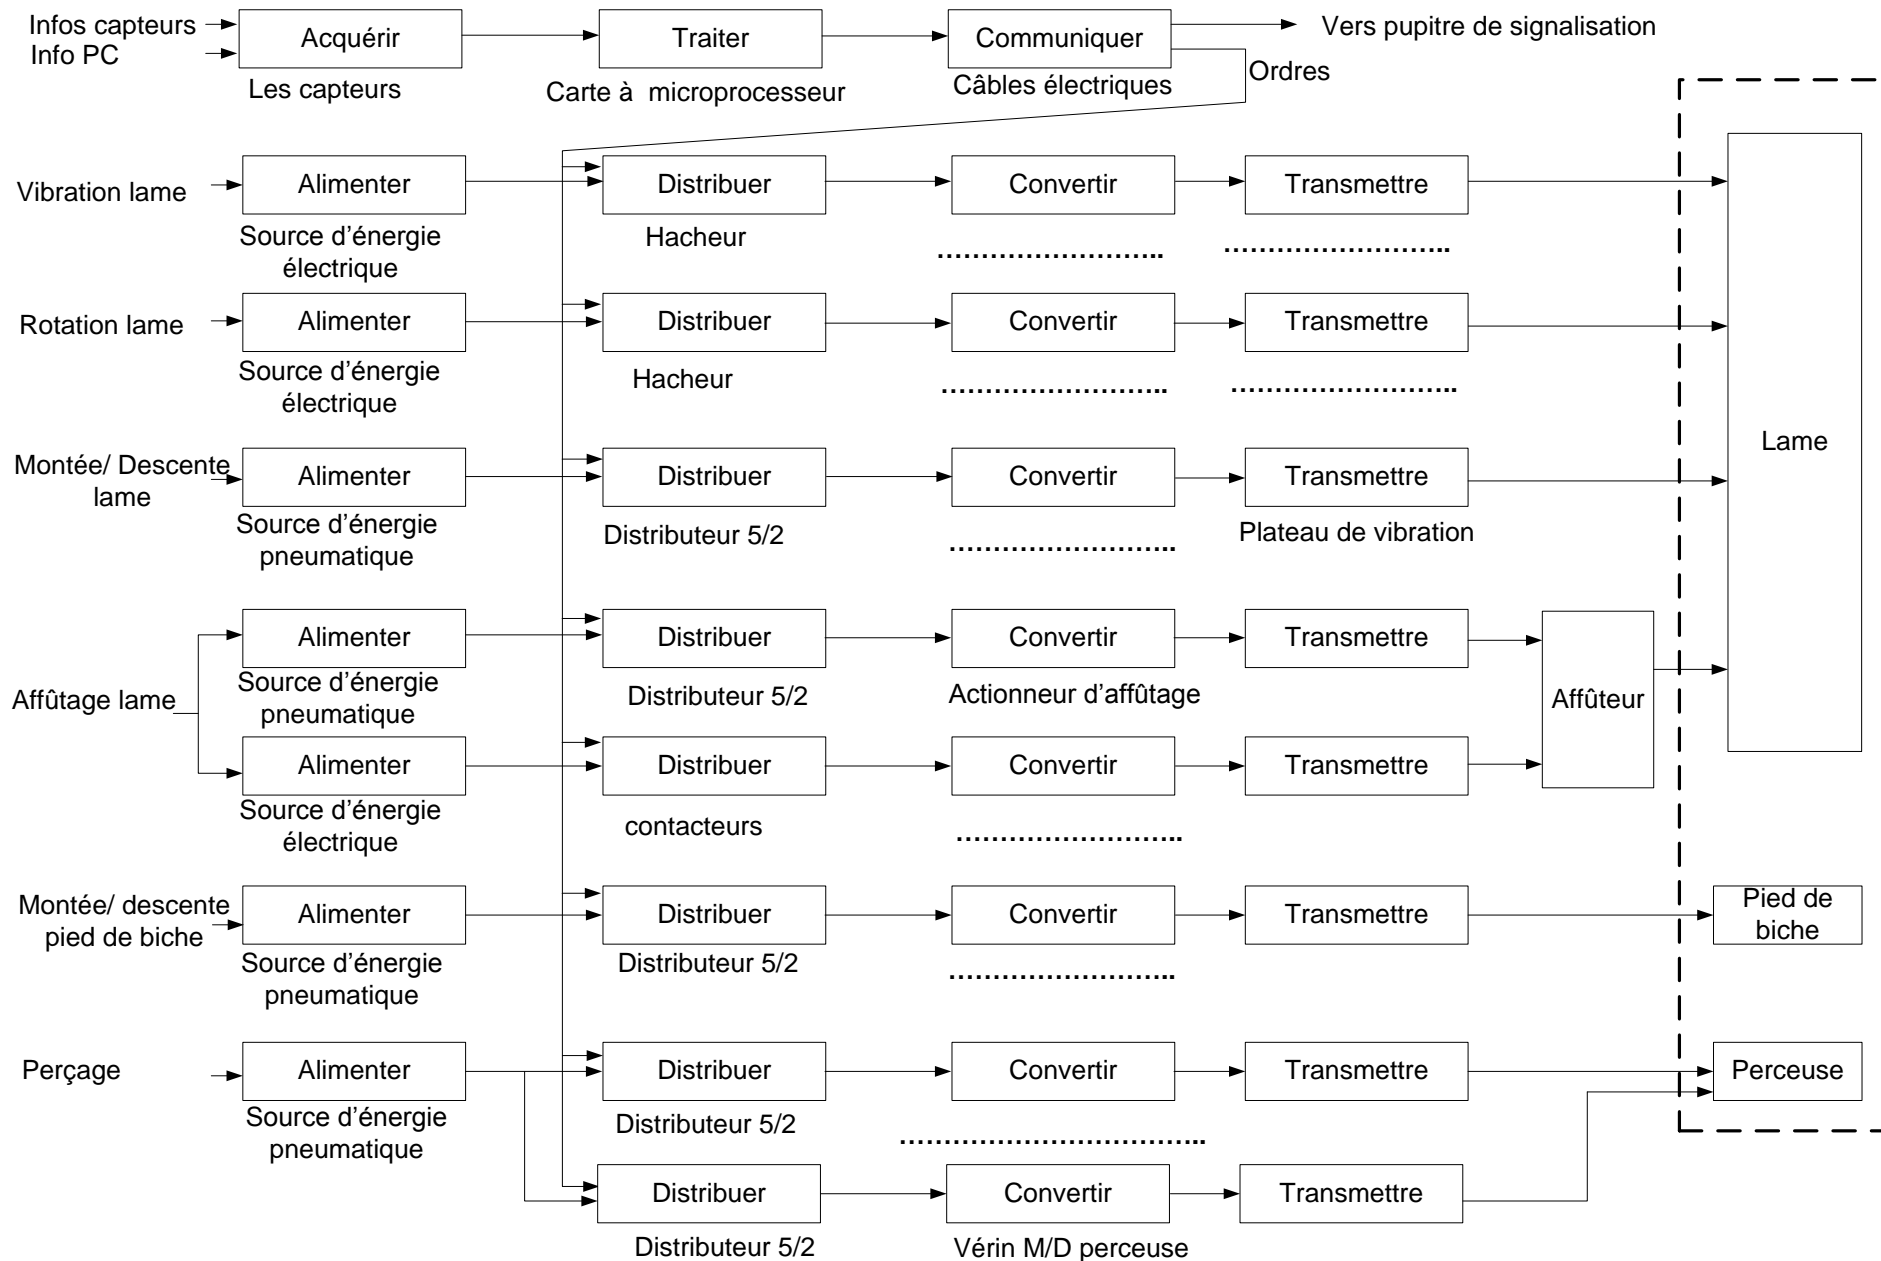 Infos capteurs
Info PC
Acquérir
Traiter
Communiquer
Vers pupitre de signalisation
Les capteurs
Carte à microprocesseur
Câbles électriques
Ordres
Vibration lame
Alimenter
Distribuer
Convertir
Transmettre
Source d'énergie
électrique
Hacheur
……………………..
……………………..
Rotation lame
Alimenter
Distribuer
Convertir
Transmettre
Source d'énergie
électrique
Hacheur
……………………..
……………………..
Lame
Montée/ Descente
lame
Alimenter
Distribuer
Convertir
Transmettre
Source d'énergie
pneumatique
Distributeur 5/2
……………………..
Plateau de vibration
Affûtage lame
Alimenter
Distribuer
Convertir
Transmettre
Source d'énergie
pneumatique
Distributeur 5/2
Actionneur d'affûtage
Affûteur
Alimenter
Distribuer
Convertir
Transmettre
Source d'énergie
électrique
contacteurs
……………………..
Montée/ descente
pied de biche
Alimenter
Distribuer
Convertir
Transmettre
Pied de
biche
Source d'énergie
pneumatique
Distributeur 5/2
……………………..
Perçage
Alimenter
Distribuer
Convertir
Transmettre
Perceuse
Source d'énergie
pneumatique
Distributeur 5/2
……………………………..
Distribuer
Convertir
Transmettre
Distributeur 5/2
Vérin M/D perceuse